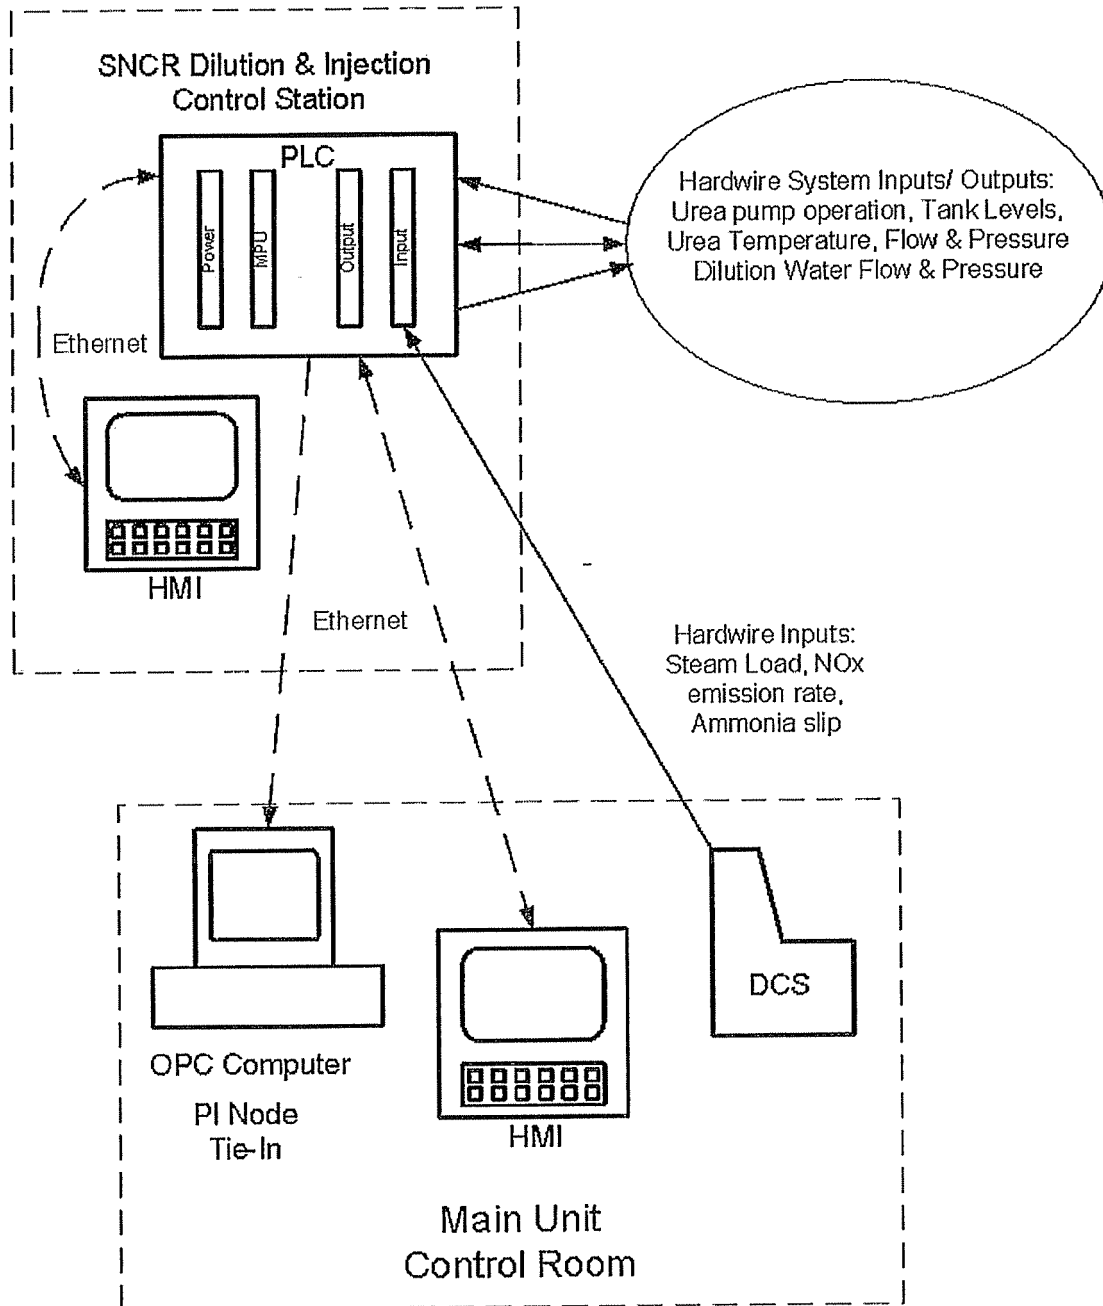 SNCR Dilution & Injection
Control Station
PLC
Power
MPU
Output
Input
Hardwire System Inputs/ Outputs:
Urea pump operation, Tank Levels,
Urea Temperature, Flow & Pressure
Dilution Water Flow & Pressure
Ethernet
HMI
Ethernet
Hardwire Inputs:
Steam Load, NOx
emission rate,
Ammonia slip
OPC Computer
PI Node
Tie-In
HMI
DCS
Main Unit
Control Room